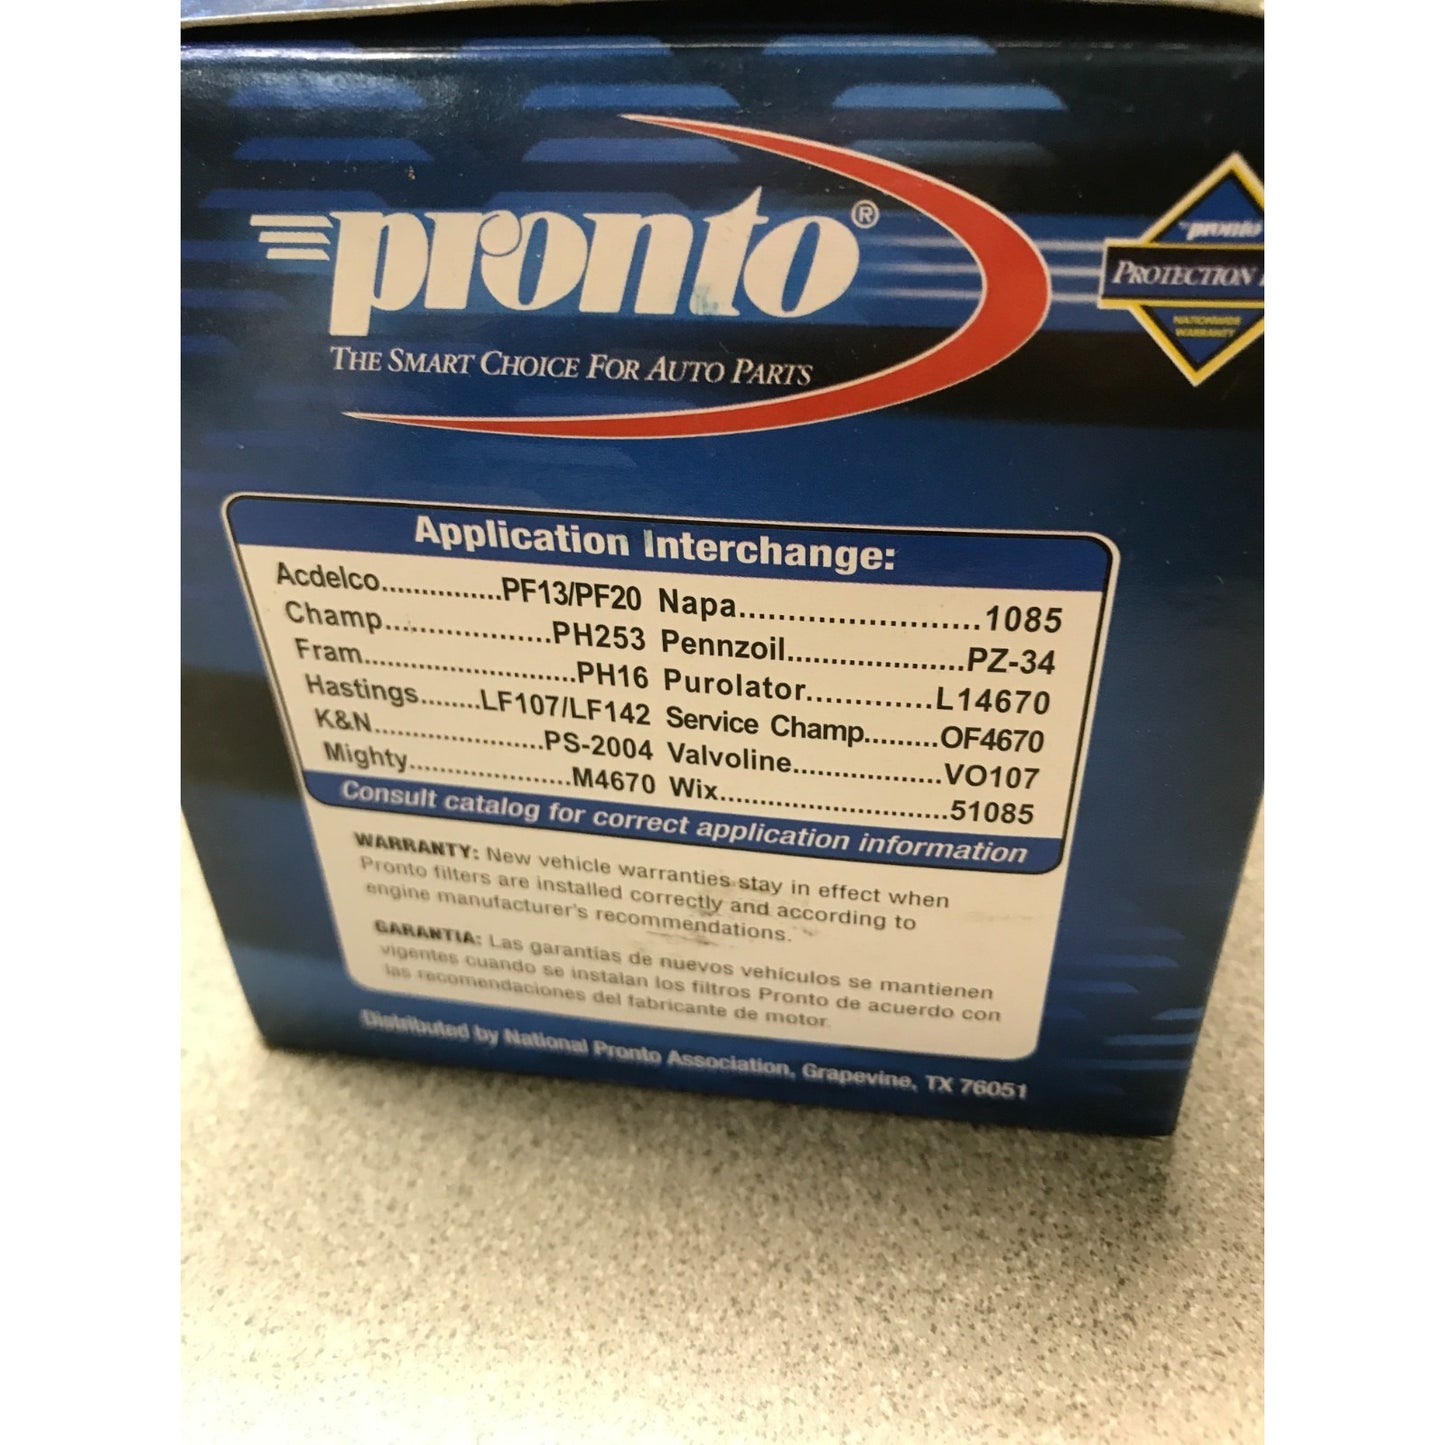 pronto®
THE SMART CHOICE FOR AUTO PARTS
pronto
PROTECTION
NATIONWIDE
WARRANTY
Application Interchange:
Acdelco...............PF13/PF20 Napa.........................1085
Champ.....................PH253 Pennzoil.....................PZ-34
Fram...........................PH16 Purolator.............L14670
Hastings........LF107/LF142 Service Champ.........OF4670
K&N.....................PS-2004 Valvoline..................VO107
Mighty....................M4670 Wix............................51085
Consult catalog for correct application information
WARRANTY: New vehicle warranties stay in effect when
Pronto filters are installed correctly and according to
engine manufacturer's recommendations.
GARANTIA: Las garantías de nuevos vehículos se mantienen
vigentes cuando se instalan los filtros Pronto de acuerdo con
las recomendaciones del fabricante de motor.
Distributed by National Pronto Association, Grapevine, TX 76051